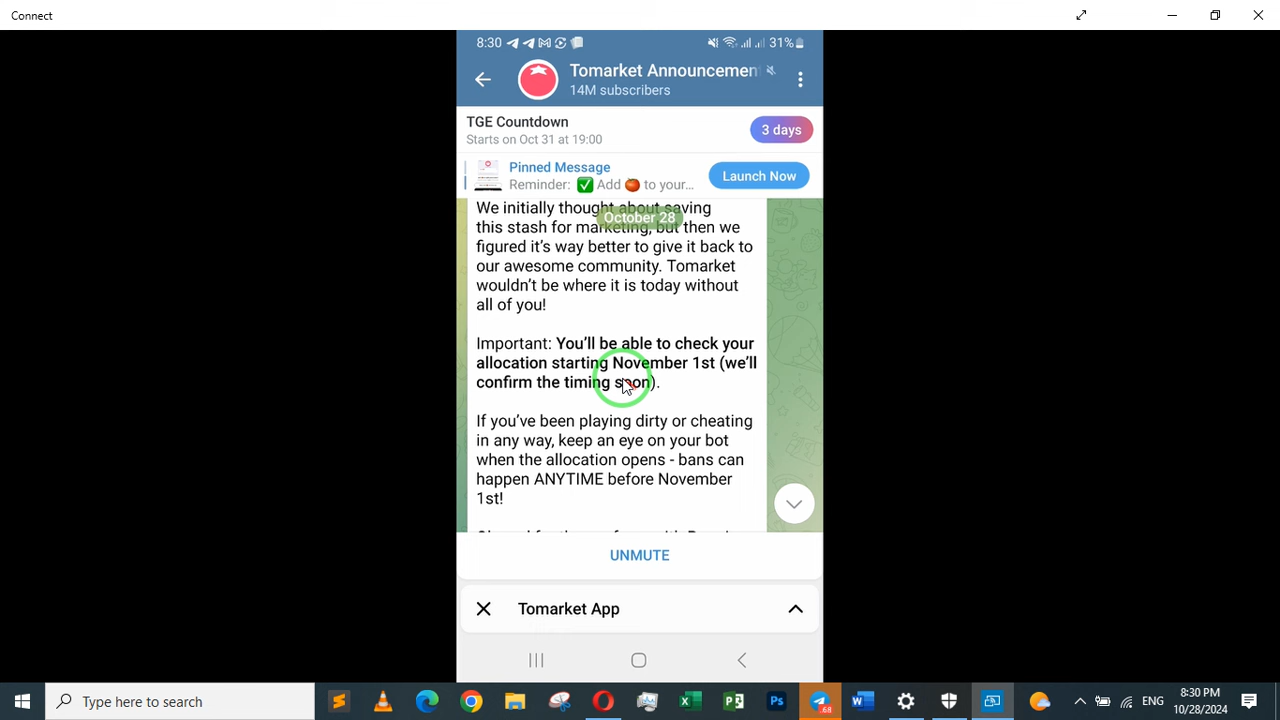 Connect
8:30
31%
Tomarket Announcemen
14M subscribers
TGE Countdown
Starts on Oct 31 at 19:00
3 days
Pinned Message
Reminder: ✅ Add 🍅 to your...
Launch Now
We initially thought about saving
October 28
this stash for marketing, but then we
figured it's way better to give it back to
our awesome community. Tomarket
wouldn't be where it is today without
all of you!
Important: You'll be able to check your
allocation starting November 1st (we'll
confirm the timing soon).
If you've been playing dirty or cheating
in any way, keep an eye on your bot
when the allocation opens - bans can
happen ANYTIME before November
1st!
UNMUTE
Tomarket App
Type here to search
X
P
Ps
68
W
ENG
8:30 PM
10/28/2024